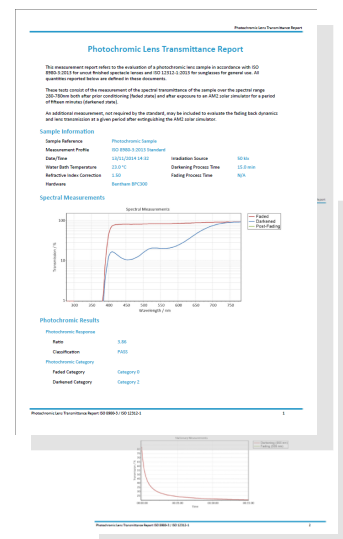 Photochromic Lens Transmittance Report
Photochromic Lens Transmittance Report
This measurement report refers to the evaluation of a photochromic lens sample in accordance with ISO
8980-3:2013 for uncut finished spectacle lenses and ISO 12312-1:2013 for sunglasses for general use. All
quantities reported below are defined in these documents.
These tests consist of the measurement of the spectral transmittance of the sample over the spectral range
280-780nm both after prior conditioning (faded state) and after exposure to an AM2 solar simulator for a period
of fifteen minutes (darkened state).
An additional measurement, not required by the standard, may be included to evaluate the fading back dynamics
and lens transmission at a given period after extinguishing the AM2 solar simulator.
Sample Information
Sample Reference Photochromic Sample
Measurement Profile ISO 8980-3 2013 Standard
Date/Time 13/11/2014 14:32 Irradiation Source 50 klx
Water Bath Temperature 23.0 °C Darkening Process Time 15.0 min
Refractive Index Correction 1.50 Fading Process Time N/A
Hardware Bentham BPC300
Spectral Measurements
Spectral Measurements
Faded
Darkened
Post-Fading
Transmission / %
100
10
1
300 350 400 450 500 550 600 650 700 750
Wavelength / nm
Photochromic Results
Photochromic Response
Ratio 3.86
Classification PASS
Photochromic Category
Faded Category Category 0
Darkened Category Category 2
Photochromic Lens Transmittance Report ISO 8980-3 / ISO 12312-1 1
Photochromic Lens Transmittance Report ISO 8980-3 / ISO 12312-1